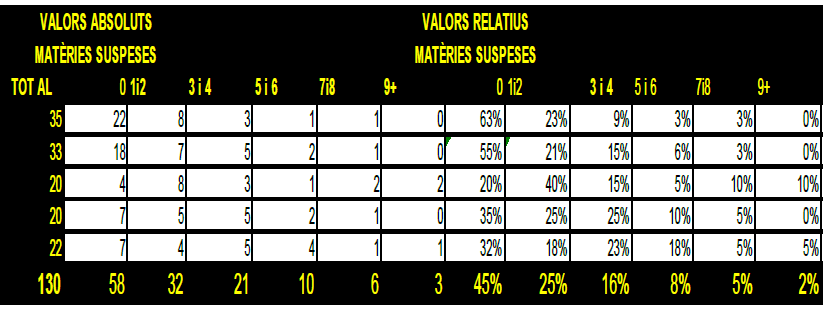 VALORS ABSOLUTS VALORS RELATIUS
MATÈRIES SUSPESES MATÈRIES SUSPESES
TOT AL 0 1i2 3 i 4 5 i 6 7i8 9+ 0 1i2 3 i 4 5 i 6 7i8 9+
35 22 8 3 1 1 0 63% 23% 9% 3% 3% 0%
33 18 7 5 2 1 0 55% 21% 15% 6% 3% 0%
20 4 8 3 1 2 2 20% 40% 15% 5% 10% 10%
20 7 5 5 2 1 0 35% 25% 25% 10% 5% 0%
22 7 4 5 4 1 1 32% 18% 23% 18% 5% 5%
130 58 32 21 10 6 3 45% 25% 16% 8% 5% 2%